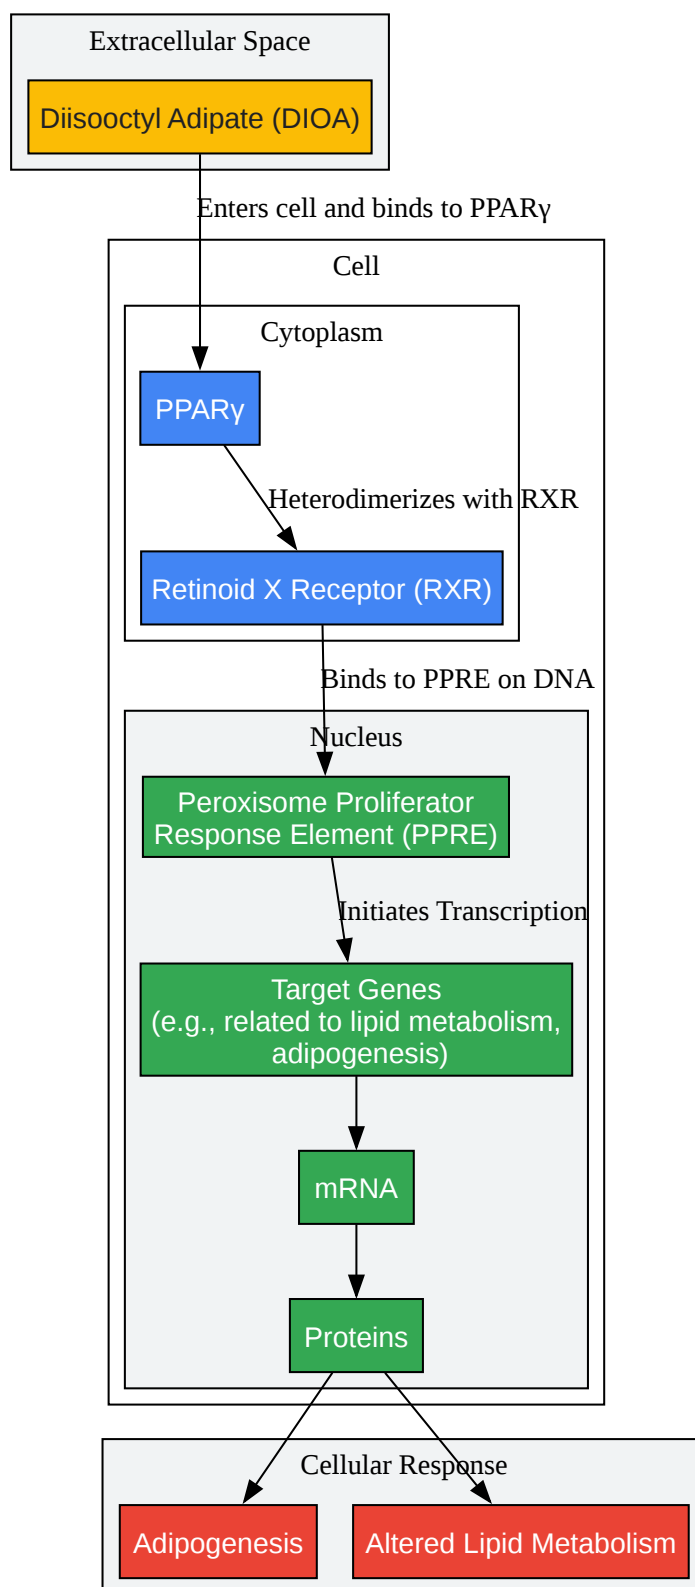 Extracellular Space
Diisooctyl Adipate (DIOA)
Enters cell and binds to PPARγ
Cell
Cytoplasm
PPARγ
Heterodimerizes with RXR
Retinoid X Receptor (RXR)
Binds to PPRE on DNA
Nucleus
Peroxisome Proliferator
Response Element (PPRE)
Initiates Transcription
Target Genes
(e.g., related to lipid metabolism,
adipogenesis)
mRNA
Proteins
Cellular Response
Adipogenesis
Altered Lipid Metabolism